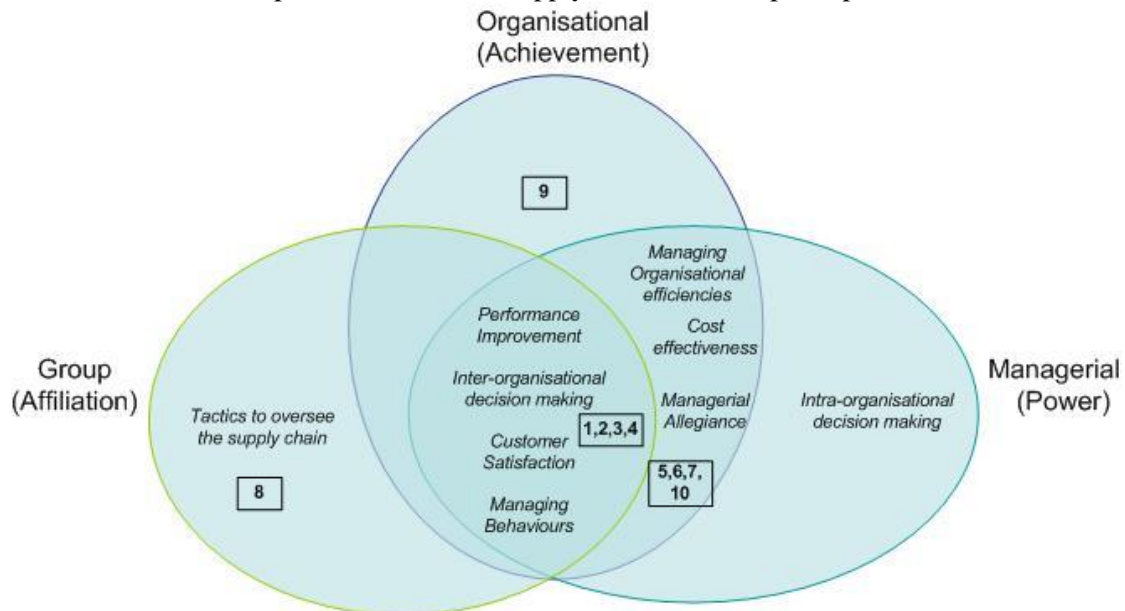 Organisational
(Achievement)
9
Managing
Organisational
efficiencies
Performance
Improvement
Cost
effectiveness
Group
(Affiliation)
Managerial
(Power)
Inter-organisational
decision making
Managerial
Allegiance
Intra-organisational
decision making
Tactics to oversee
the supply chain
1,2,3,4
Customer
Satisfaction
5,6,7,
10
8
Managing
Behaviours